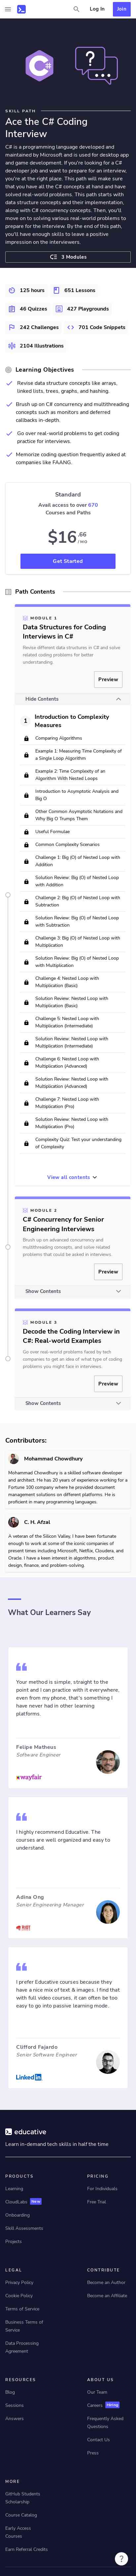 Log In
Join
SKILL PATH
Ace the C# Coding
Interview
C# is a programming language developed and
maintained by Microsoft and is used for desktop app
and game development. If you're looking for a C#
developer job and want to prepare for your next
interview, you're at the right place. This path makes
sure that you have all the C# aspects at hand and have
solved real-world problems. This path starts with
data structures and algorithms in C# along with
solving C# concurrency concepts. Then, you'll move
on to solving various real-world problems in order to
prepare for your interview. By the end of this path,
you'll have enough skills to leave a positive
impression on the interviewers.
3 Modules
125 hours
651 Lessons
46 Quizzes
427 Playgrounds
242 Challenges
701 Code Snippets
2104 Illustrations
Learning Objectives
Revise data structure concepts like arrays,
linked lists, trees, graphs, and hashing.
Brush up on C# concurrency and multithreading
concepts such as monitors and deferred
callbacks in-depth.
Go over real-world problems to get coding
practice for interviews.
Memorize coding question frequently asked at
companies like FAANG.
Standard
Avail access to over 670
Courses and Paths
$16.66
/mo
Get Started
Path Contents
MODULE 1
Data Structures for Coding
Interviews in C#
Revise different data structures in C# and solve
related coding problems for better
understanding.
Preview
Hide Contents
1
Introduction to Complexity
Measures
Comparing Algorithms
Example 1: Measuring Time Complexity of
a Single Loop Algorithm
Example 2: Time Complexity of an
Algorithm With Nested Loops
Introduction to Asymptotic Analysis and
Big O
Other Common Asymptotic Notations and
Why Big O Trumps Them
Useful Formulae
Common Complexity Scenarios
Challenge 1: Big (O) of Nested Loop with
Addition
Solution Review: Big (O) of Nested Loop
with Addition
Challenge 2: Big (O) of Nested Loop with
Subtraction
Solution Review: Big (O) of Nested Loop
with Subtraction
Challenge 3: Big (O) of Nested Loop with
Multiplication
Solution Review: Big (O) of Nested Loop
with Multiplication
Challenge 4: Nested Loop with
Multiplication (Basic)
Solution Review: Nested Loop with
Multiplication (Basic)
Challenge 5: Nested Loop with
Multiplication (Intermediate)
Solution Review: Nested Loop with
Multiplication (Intermediate)
Challenge 6: Nested Loop with
Multiplication (Advanced)
Solution Review: Nested Loop with
Multiplication (Advanced)
Challenge 7: Nested Loop with
Multiplication (Pro)
Solution Review: Nested Loop with
Multiplication (Pro)
Complexity Quiz: Test your understanding
of Complexity
View all contents
MODULE 2
C# Concurrency for Senior
Engineering Interviews
Brush up on advanced concurrency and
multithreading concepts, and solve related
problems that could be asked in interviews.
Preview
Show Contents
MODULE 3
Decode the Coding Interview in
C#: Real-world Examples
Go over real-world problems faced by tech
companies to get an idea of what type of coding
problems you might face in interviews.
Preview
Show Contents
Contributors:
Mohammad Chowdhury
Mohammad Chowdhury is a skilled software developer
and architect. He has 20 years of experience working for a
Fortune 100 company where he provided document
management solutions on different platforms. He is
proficient in many programming languages.
C. H. Afzal
A veteran of the Silicon Valley, I have been fortunate
enough to work at some of the iconic companies of
modern times including Microsoft, Netflix, Cloudera, and
Oracle. I have a keen interest in algorithms, product
design, finance, and problem-solving
What Our Learners Say
Your method is simple, straight to the
point and I can practice with it everywhere,
even from my phone, that's something I
have never had in other learning
platforms.
Felipe Matheus
Software Engineer
wayfair
I highly recommend Educative. The
courses are well organized and easy to
understand.
Adina Ong
Senior Engineering Manager
I prefer Educative courses because they
have a nice mix of text & images. I find that
with full video courses, it can often be too
easy to go into passive learning mode.
Clifford Fajardo
Senior Software Engineer
Linkedin
educative
Learn in-demand tech skills in half the time
PRODUCTS
PRICING
Learning
For Individuals
CloudLabs New
Free Trial
Onboarding
Skill Assessments
Projects
LEGAL
CONTRIBUTE
Privacy Policy
Become an Author
Cookie Policy
Become an Affiliate
Terms of Service
Business Terms of
Service
Data Processing
Agreement
RESOURCES
ABOUT US
Blog
Our Team
Sessions
Careers Hiring
Answers
Frequently Asked
Questions
Contact Us
Press
MORE
GitHub Students
Scholarship
Course Catalog
Early Access
Courses
Earn Referral Credits
?